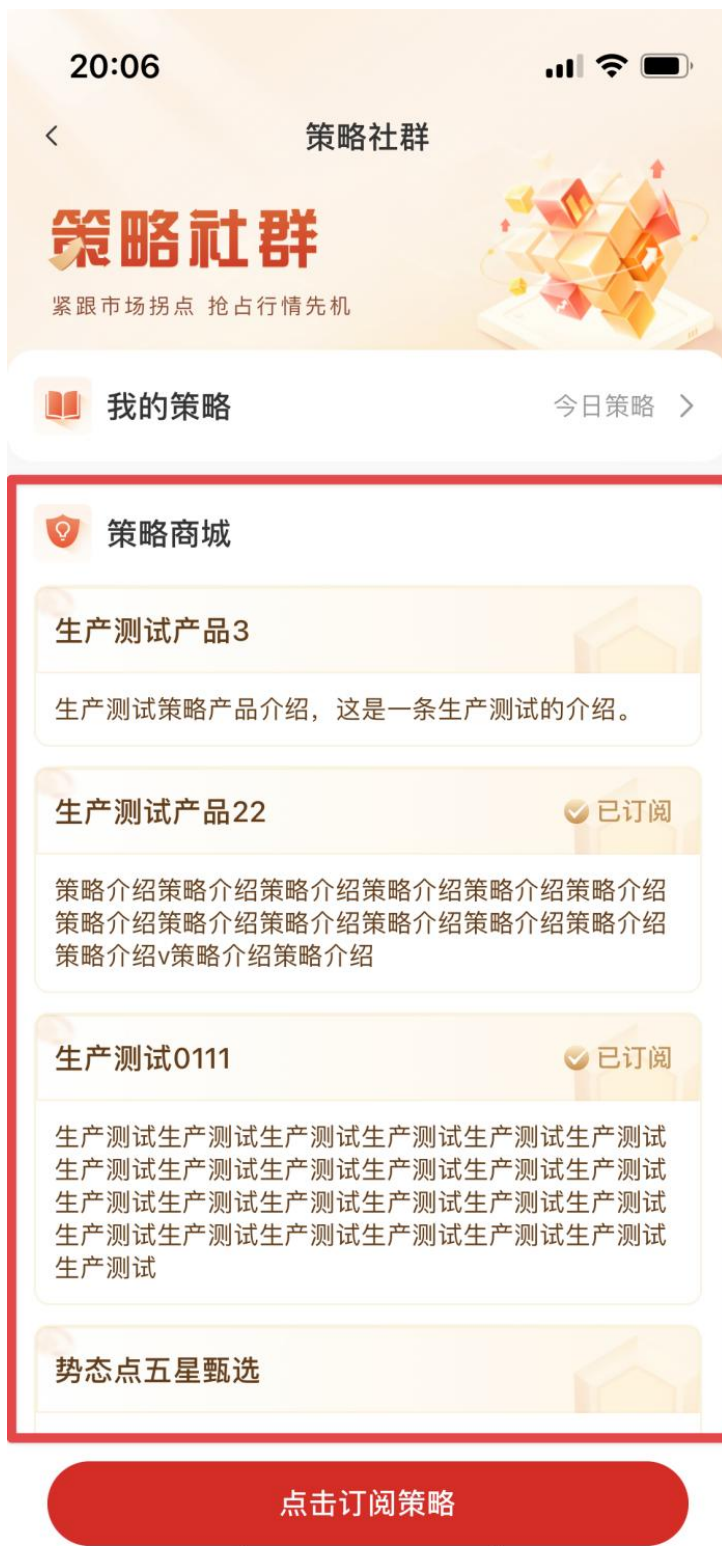 20:06
策略社群
策略社群
紧跟市场拐点 抢占行情先机
我的策略
今日策略
策略商城
生产测试产品3
生产测试策略产品介绍，这是一条生产测试的介绍。
生产测试产品22
已订阅
策略介绍策略介绍策略介绍策略介绍策略介绍策略介绍
策略介绍策略介绍策略介绍策略介绍策略介绍策略介绍
策略介绍v策略介绍策略介绍
生产测试0111
已订阅
生产测试生产测试生产测试生产测试生产测试生产测试
生产测试生产测试生产测试生产测试生产测试生产测试
生产测试生产测试生产测试生产测试生产测试生产测试
生产测试生产测试生产测试生产测试生产测试生产测试
生产测试
势态点五星甄选
点击订阅策略